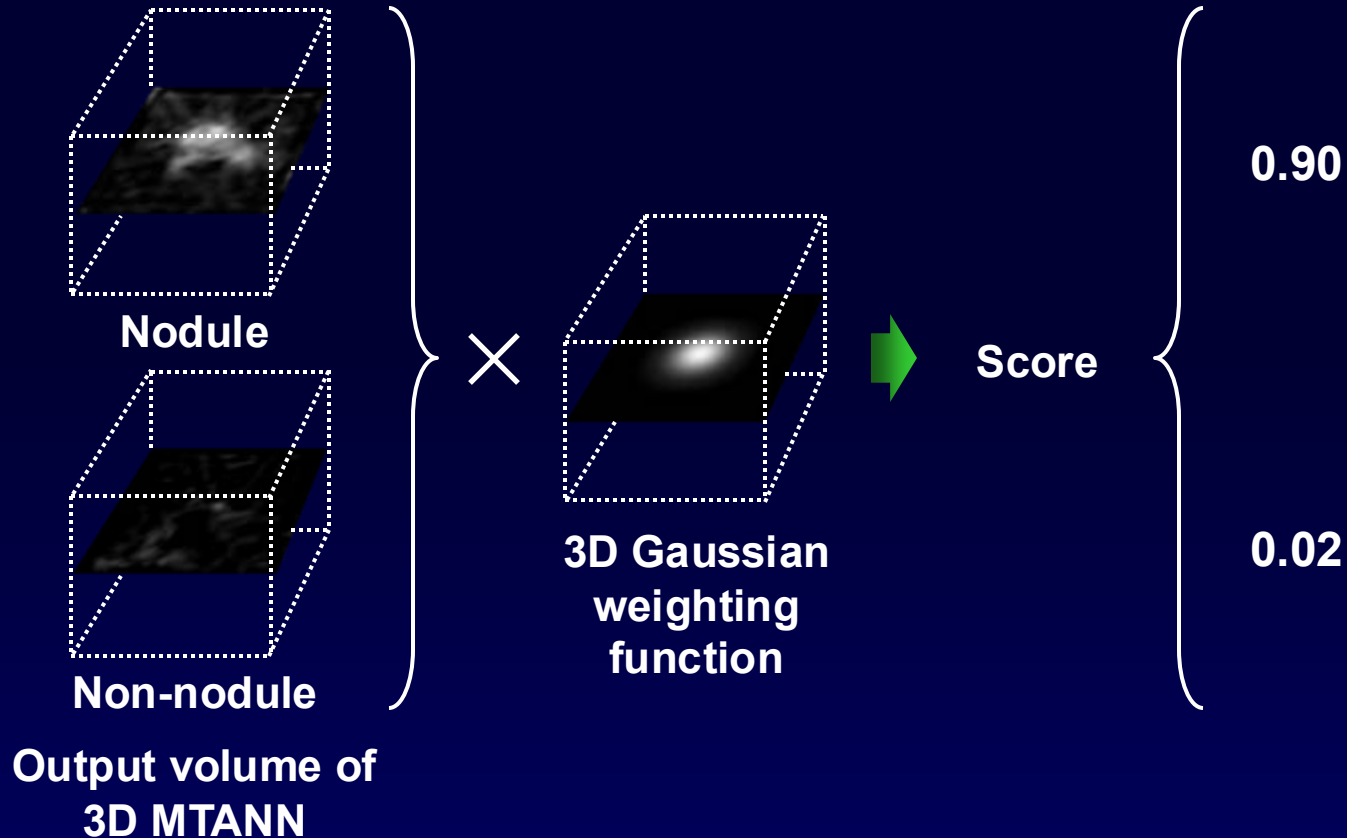 Nodule
Non-nodule
Output volume of
3D MTANN
×
3D Gaussian
weighting
function
Score
0.90
0.02